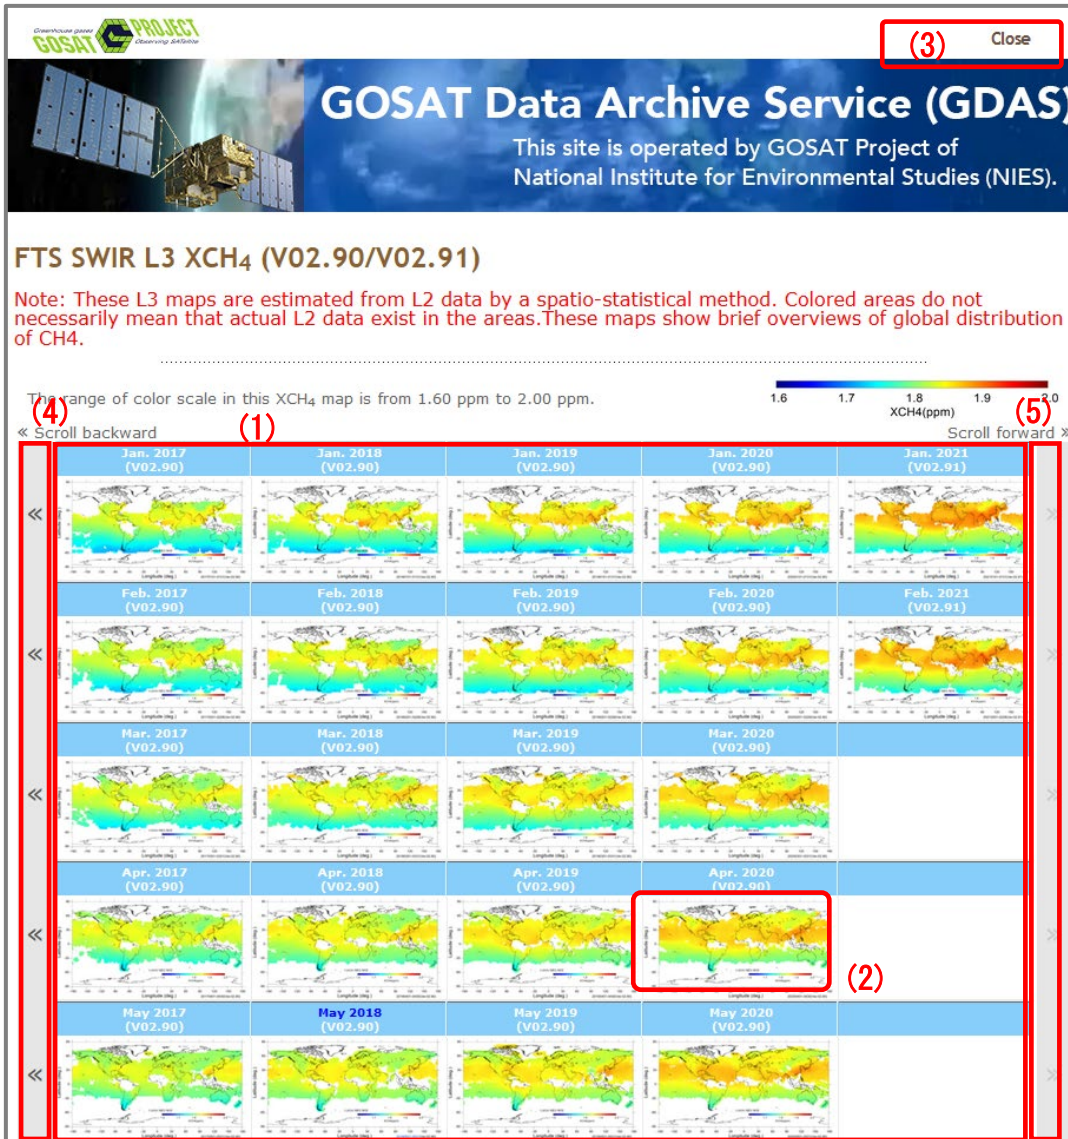 Greenhouse gases
GOSAT PROJECT
Observing SATellite
(3) Close
GOSAT Data Archive Service (GDAS)
This site is operated by GOSAT Project of
National Institute for Environmental Studies (NIES).
FTS SWIR L3 XCH₄ (V02.90/V02.91)
Note: These L3 maps are estimated from L2 data by a spatio-statistical method. Colored areas do not
necessarily mean that actual L2 data exist in the areas.These maps show brief overviews of global distribution
of CH4.
The range of color scale in this XCH₄ map is from 1.60 ppm to 2.00 ppm.
1.6 1.7 1.8 1.9 2.0
XCH4(ppm)
(4) (1) (5)
« Scroll backward Scroll forward »
Jan. 2017 Jan. 2018 Jan. 2019 Jan. 2020 Jan. 2021
(V02.90) (V02.90) (V02.90) (V02.90) (V02.91)
« »
Feb. 2017 Feb. 2018 Feb. 2019 Feb. 2020 Feb. 2021
(V02.90) (V02.90) (V02.90) (V02.90) (V02.91)
« »
Mar. 2017 Mar. 2018 Mar. 2019 Mar. 2020
(V02.90) (V02.90) (V02.90) (V02.90)
« »
Apr. 2017 Apr. 2018 Apr. 2019 Apr. 2020
(V02.90) (V02.90) (V02.90) (V02.90)
« »
(2)
May 2017 May 2018 May 2019 May 2020
(V02.90) (V02.90) (V02.90) (V02.90)
« »